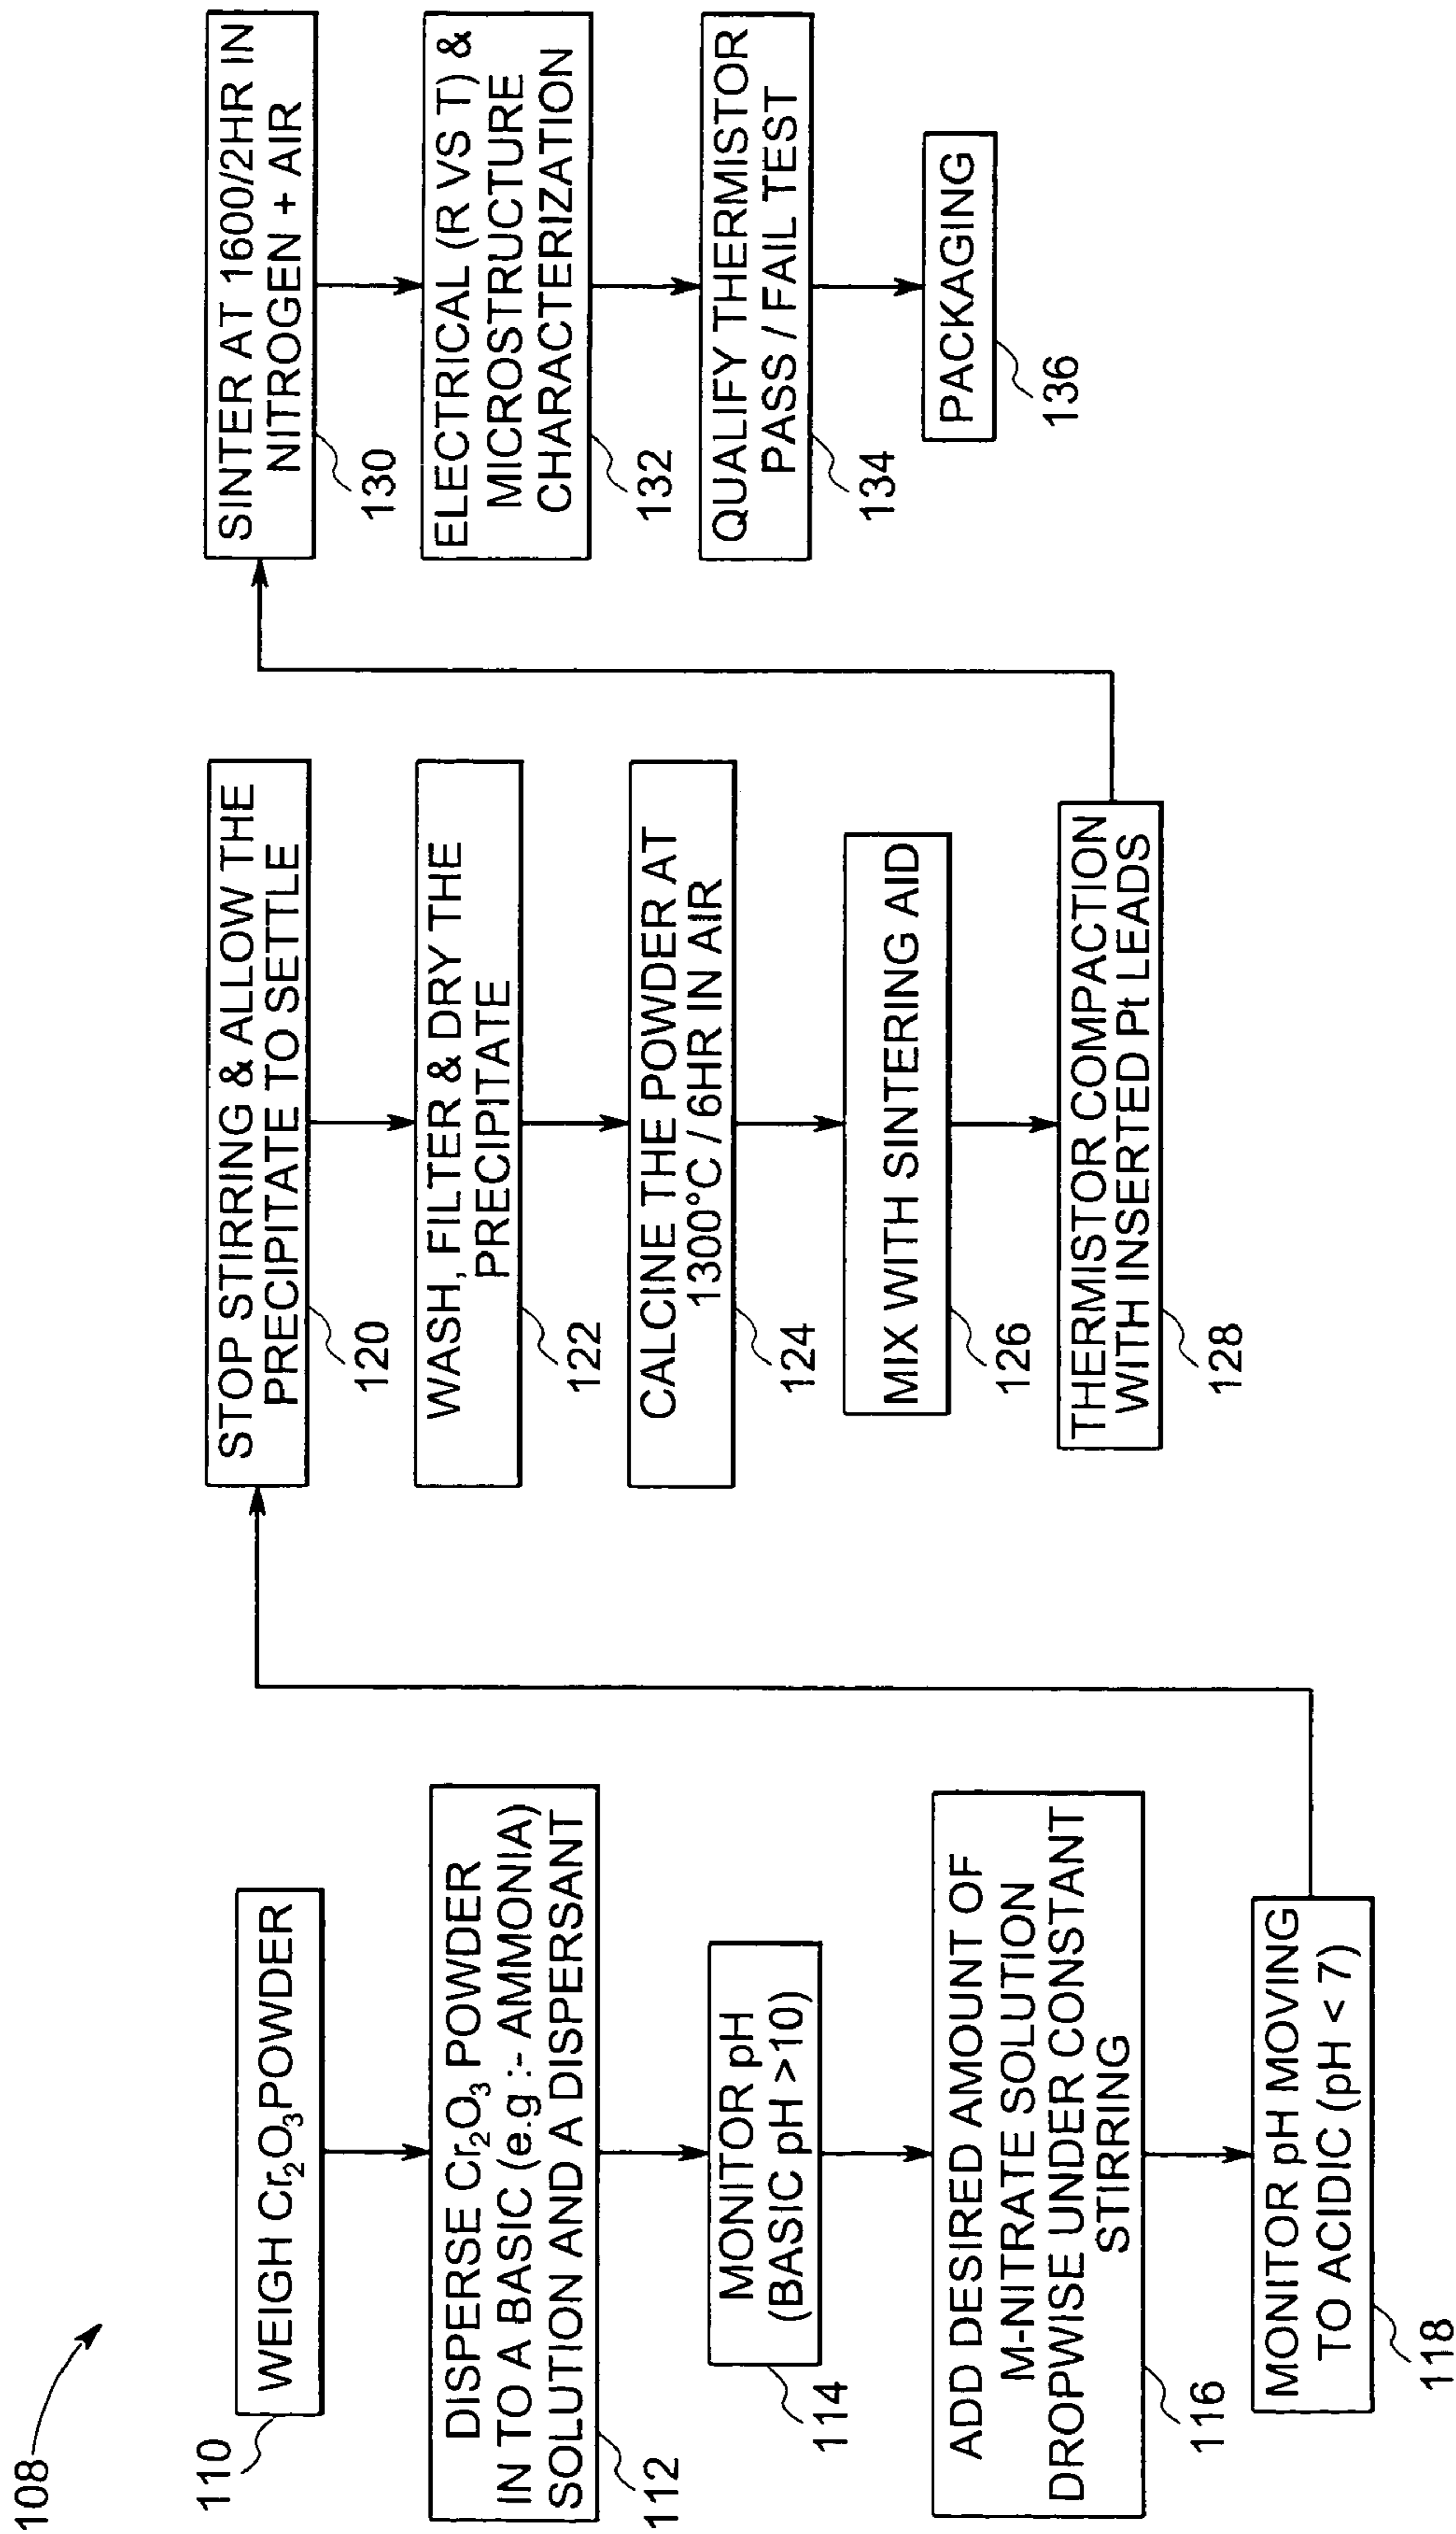 108
110
WEIGH Cr₂O₃ POWDER
DISPERSE Cr₂O₃ POWDER
IN TO A BASIC (e.g :- AMMONIA)
SOLUTION AND A DISPERSANT
112
MONITOR pH
(BASIC pH >10)
114
ADD DESIRED AMOUNT OF
M-NITRATE SOLUTION
DROPWISE UNDER CONSTANT
STIRRING
116
MONITOR pH MOVING
TO ACIDIC (pH < 7)
118
STOP STIRRING & ALLOW THE
PRECIPITATE TO SETTLE
120
WASH, FILTER & DRY THE
PRECIPITATE
122
CALCINE THE POWDER AT
1300°C / 6HR IN AIR
124
MIX WITH SINTERING AID
126
THERMISTOR COMPACTION
WITH INSERTED Pt LEADS
128
SINTER AT 1600/2HR IN
NITROGEN + AIR
130
ELECTRICAL (R VS T) &
MICROSTRUCTURE
CHARACTERIZATION
132
QUALIFY THERMISTOR
PASS / FAIL TEST
134
PACKAGING
136